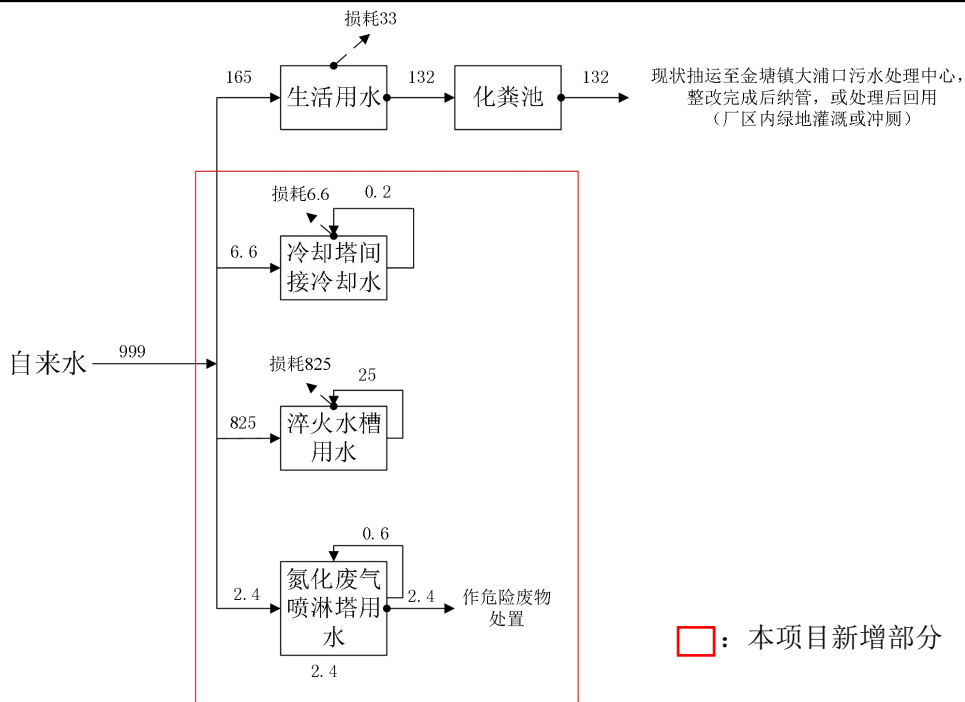 损耗33
165
生活用水
132
化粪池
132
现状抽运至金塘镇大浦口污水处理中心，
整改完成后纳管，或处理后回用
（厂区内绿地灌溉或冲厕）
损耗6.6
0.2
6.6
冷却塔间
接冷却水
自来水
999
损耗825
25
825
淬火水槽
用水
0.6
2.4
氮化废气
喷淋塔用
水
2.4
2.4
作危险废物
处置
：本项目新增部分